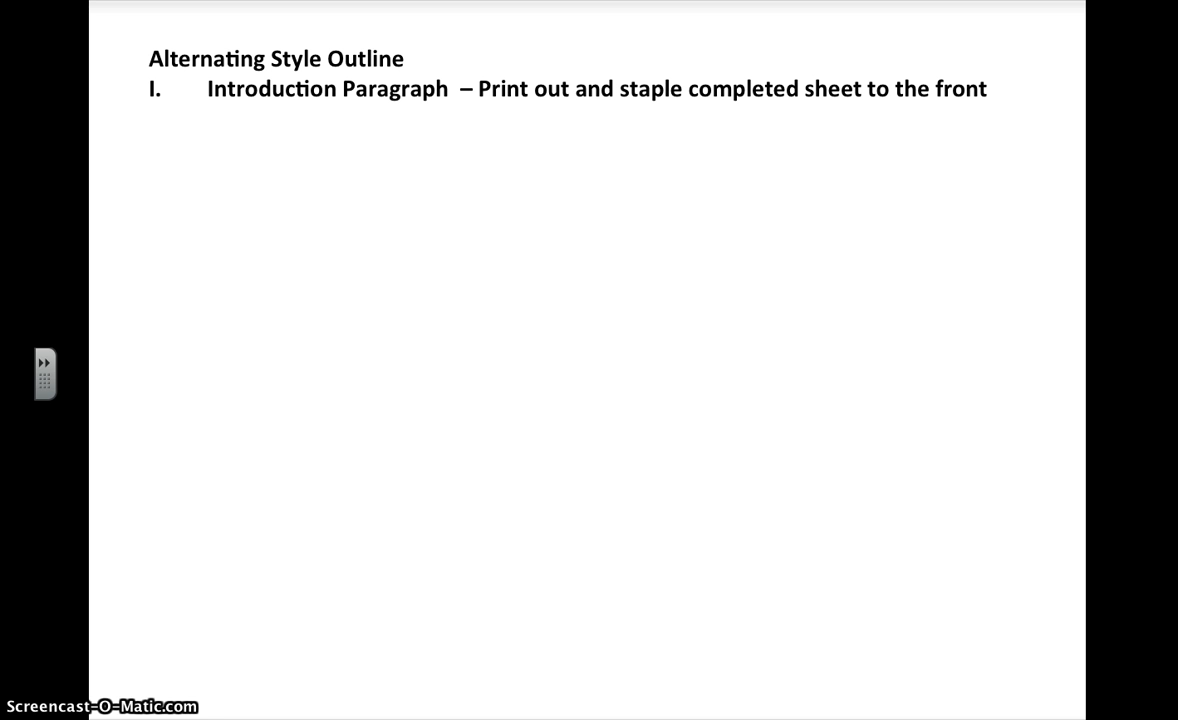 Alternating Style Outline
I. Introduction Paragraph – Print out and staple completed sheet to the front
Screencast-O-Matic.com